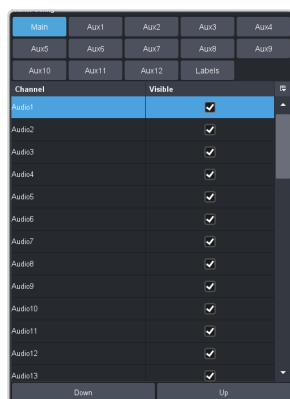 Main Aux1 Aux2 Aux3 Aux4
Aux5 Aux6 Aux7 Aux8 Aux9
Aux10 Aux11 Aux12 Labels
Channel Visible
Audio1
Audio2
Audio3
Audio4
Audio5
Audio6
Audio7
Audio8
Audio9
Audio10
Audio11
Audio12
Audio13
Down Up